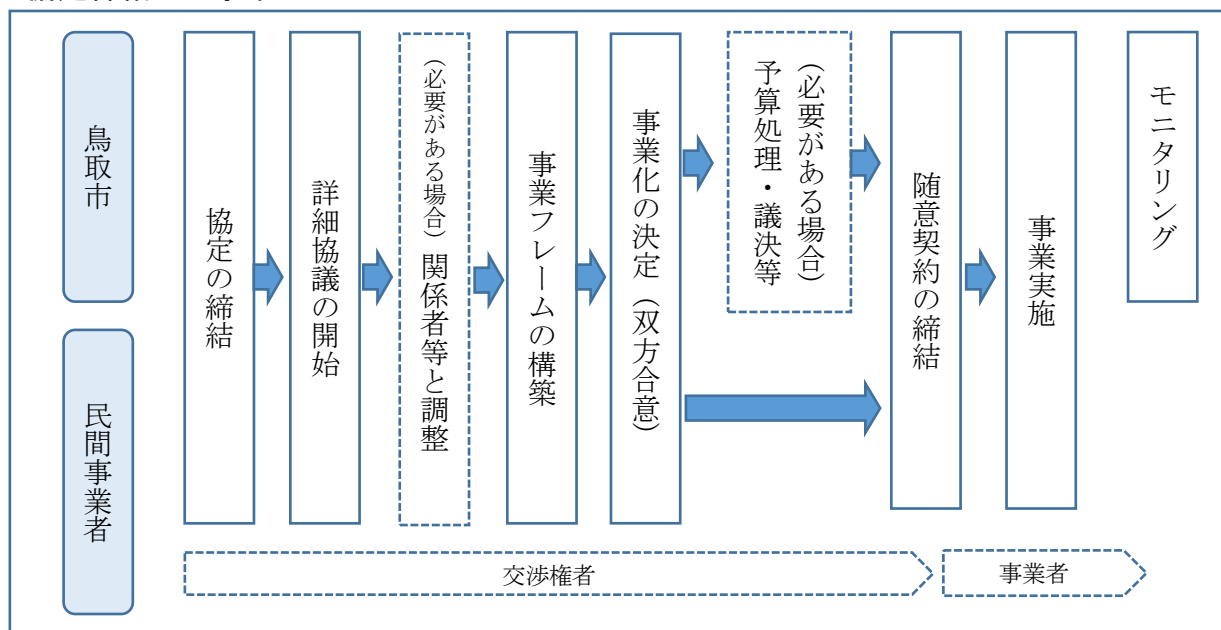 鳥取市
民間事業者
協定の締結
詳細協議の開始
(必要がある場合)関係者等と調整
事業フレームの構築
事業化の決定(双方合意)
(必要がある場合)
予算処理・議決等
随意契約の締結
事業実施
モニタリング
交渉権者
事業者